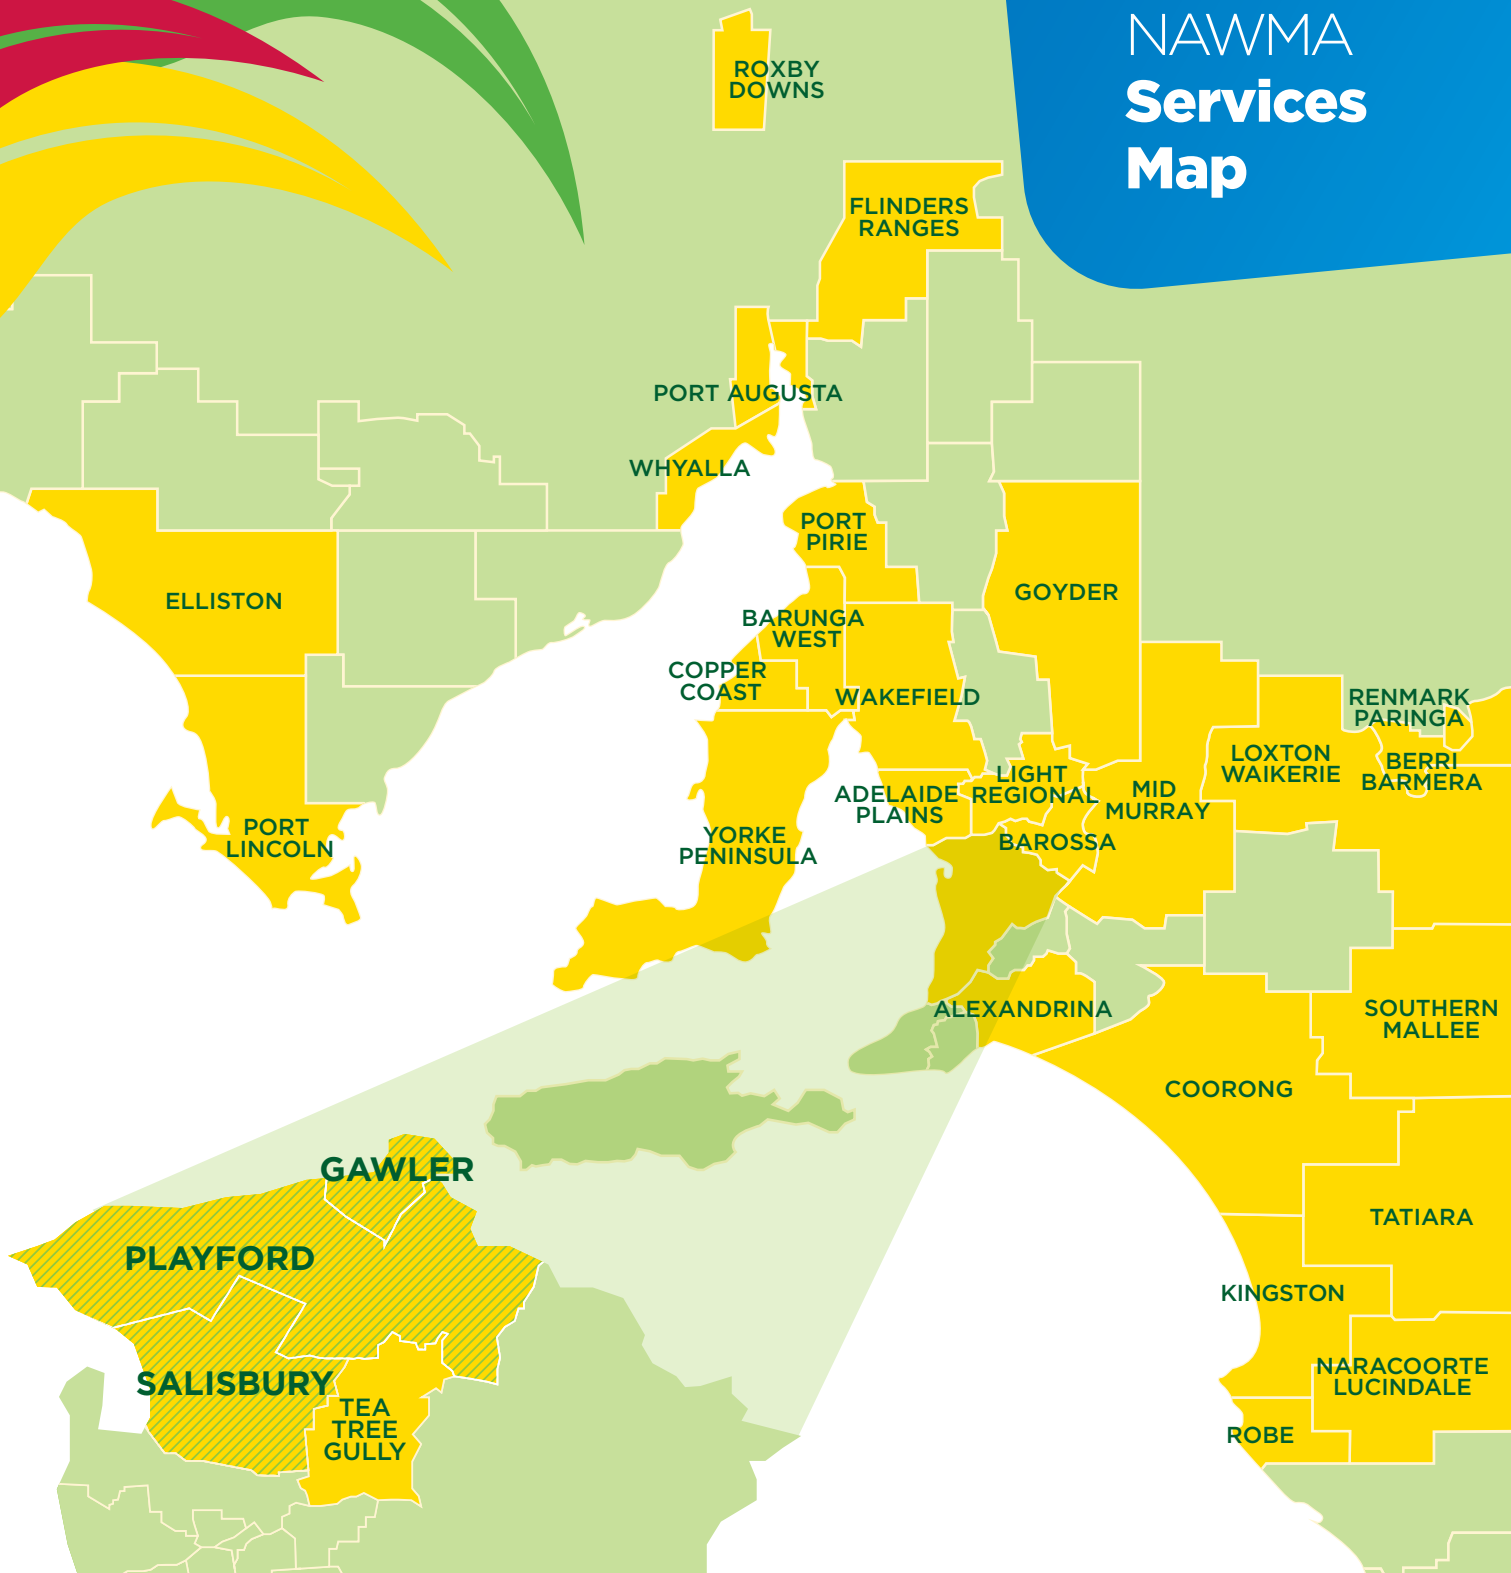 NAWMA
Services
Map
ROXBY
DOWNS
FLINDERS
RANGES
PORT AUGUSTA
WHYALLA
PORT
PIRIE
ELLISTON
GOYDER
BARUNGA
WEST
COPPER
COAST
WAKEFIELD
RENMARK
PARINGA
LOXTON
WAIKERIE
BERRI
BARMERA
LIGHT
REGIONAL
MID
MURRAY
ADELAIDE
PLAINS
PORT
LINCOLN
YORKE
PENINSULA
BAROSSA
ALEXANDRINA
SOUTHERN
MALLEE
COORONG
GAWLER
TATIARA
PLAYFORD
KINGSTON
NARACOORTE
LUCINDALE
SALISBURY
TEA
TREE
GULLY
ROBE